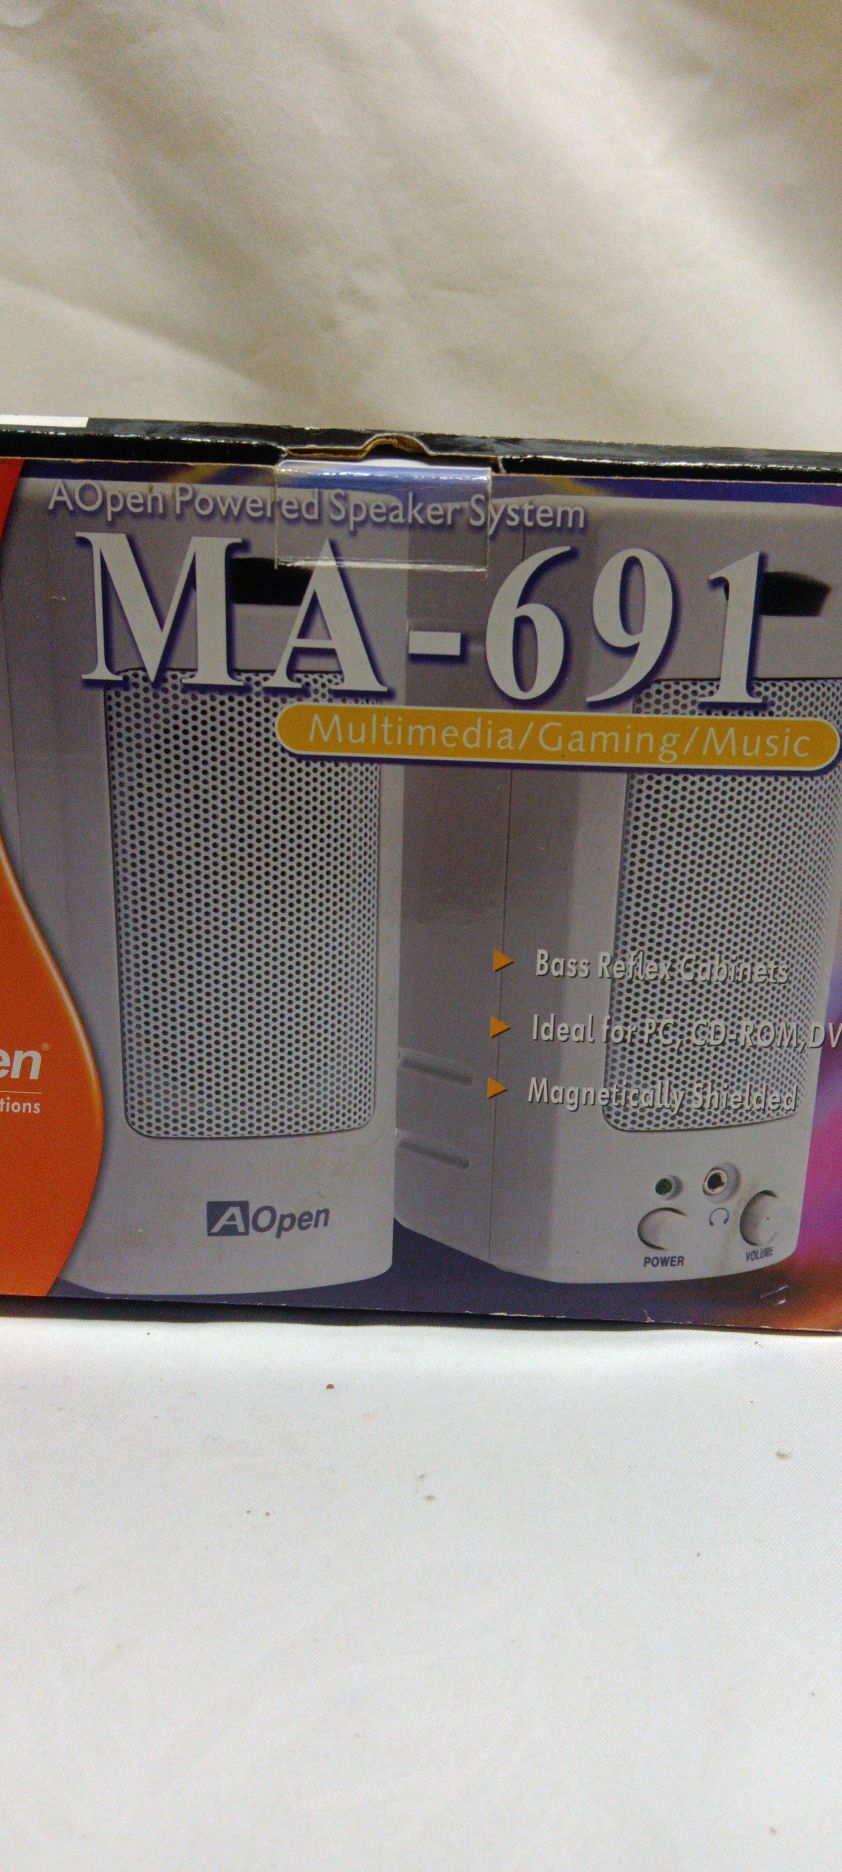 AOpen Powered Speaker System
MA-691
Multimedia/Gaming/Music
Bass Reflex Cabinets
Ideal for PC, CD-ROM, DV
Magnetically Shielded
en®
tions
AOpen
POWER
VOLUME